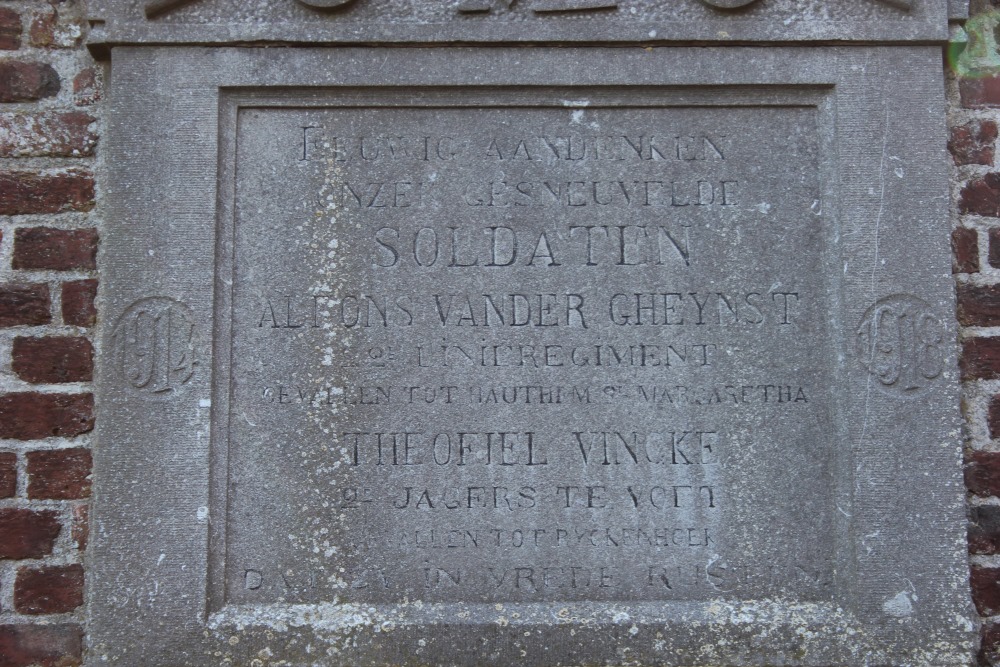 EEUWIG AANDENKEN
ONZER GESNEUVELDE
SOLDATEN
1914
ALFONS VANDER GHEYNST
1918
2E LINIEREGIMENT
GEVALLEN TOT HAUTHEM ST MARGARETHA
THEOFIEL VINCKE
2E JAGERS TE VOET
GEVALLEN TOT RYCKENHOEK
DAT ZY IN VREDE RUSTEN